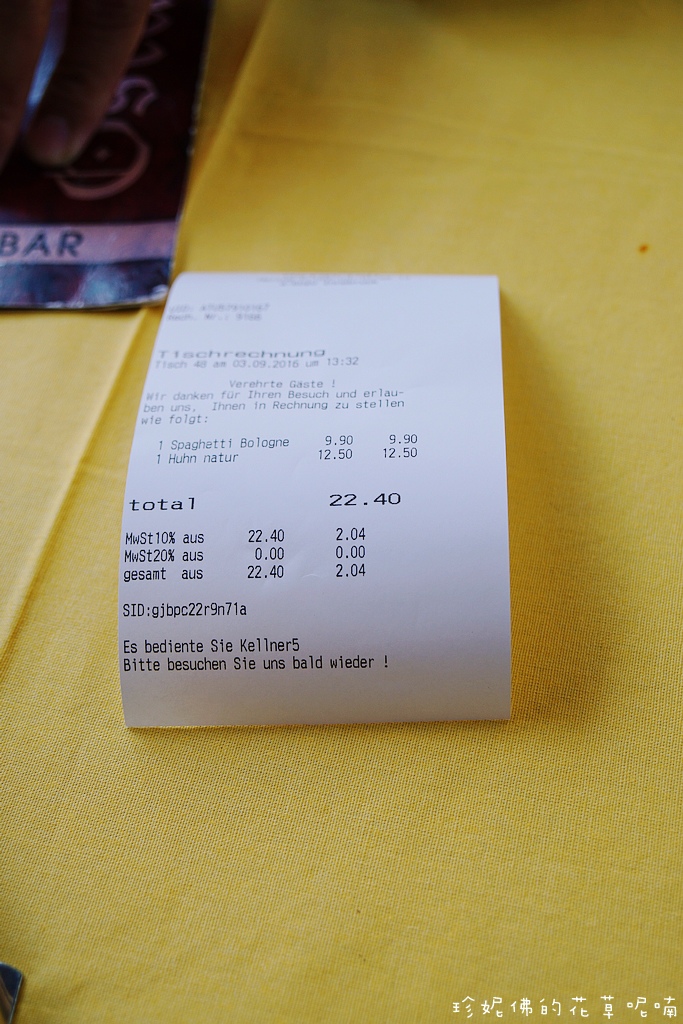 BAR
Rech. Nr.:
Tischrechnung
Tisch 48 am 03.09.2016 um 13:32
Verehrte Gäste !
Wir danken für Ihren Besuch und erlau-
ben uns, Ihnen in Rechnung zu stellen
wie folgt:
1 Spaghetti Bologne 9.90 9.90
1 Huhn natur 12.50 12.50
total 22.40
MwSt10% aus 22.40 2.04
MwSt20% aus 0.00 0.00
gesamt aus 22.40 2.04
SID:gjbpc22r9n71a
Es bediente Sie Kellner5
Bitte besuchen Sie uns bald wieder !
珍妮佛的花草呢喃